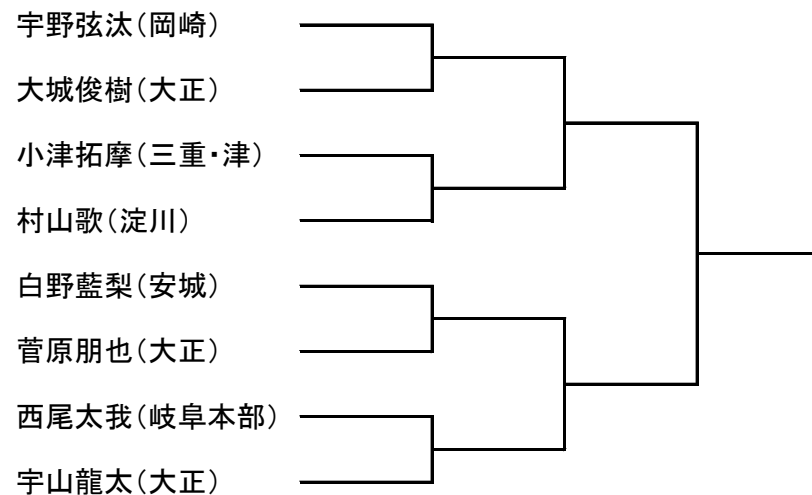 宇野弦汰(岡崎)
大城俊樹(大正)
小津拓摩(三重・津)
村山歌(淀川)
白野藍梨(安城)
菅原朋也(大正)
西尾太我(岐阜本部)
宇山龍太(大正)